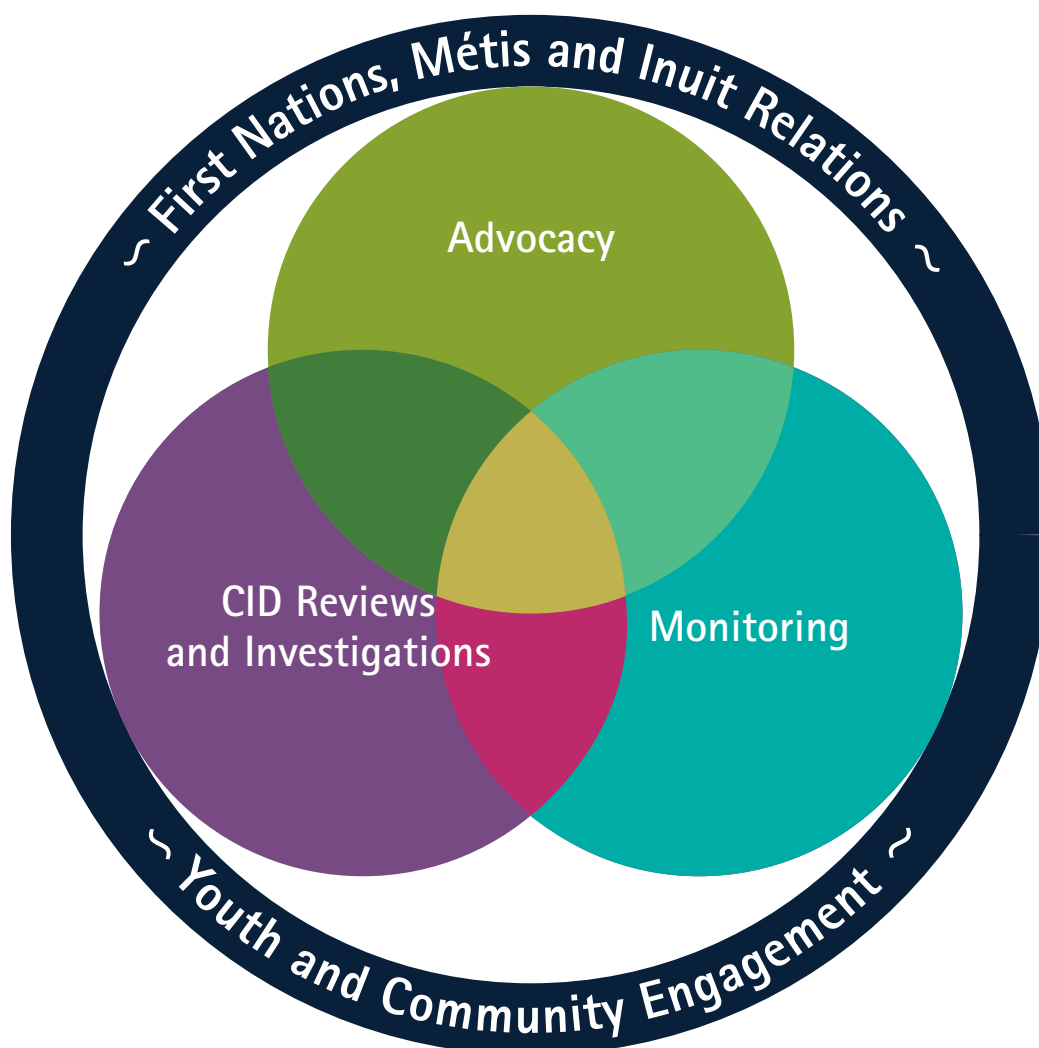 ~ First Nations, Métis and Inuit Relations ~
Advocacy
CID Reviews
and Investigations
Monitoring
~ Youth and Community Engagement ~